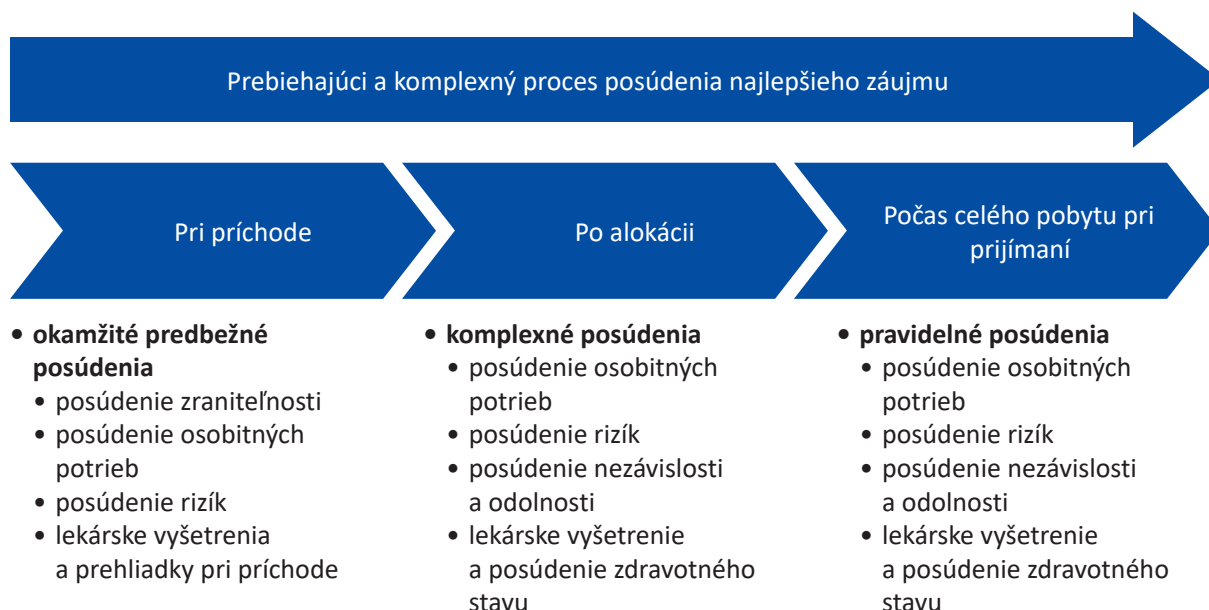 Prebiehajúci a komplexný proces posúdenia najlepšieho záujmu
Pri príchode
Po alokácii
Počas celého pobytu pri
prijímaní
• okamžité predbežné
posúdenia
• posúdenie zraniteľnosti
• posúdenie osobitných
potrieb
• posúdenie rizík
• lekárske vyšetrenia
a prehliadky pri príchode
• komplexné posúdenia
• posúdenie osobitných
potrieb
• posúdenie rizík
• posúdenie nezávislosti
a odolnosti
• lekárske vyšetrenie
a posúdenie zdravotného
stavu
• pravidelné posúdenia
• posúdenie osobitných
potrieb
• posúdenie rizík
• posúdenie nezávislosti
a odolnosti
• lekárske vyšetrenie
a posúdenie zdravotného
stavu